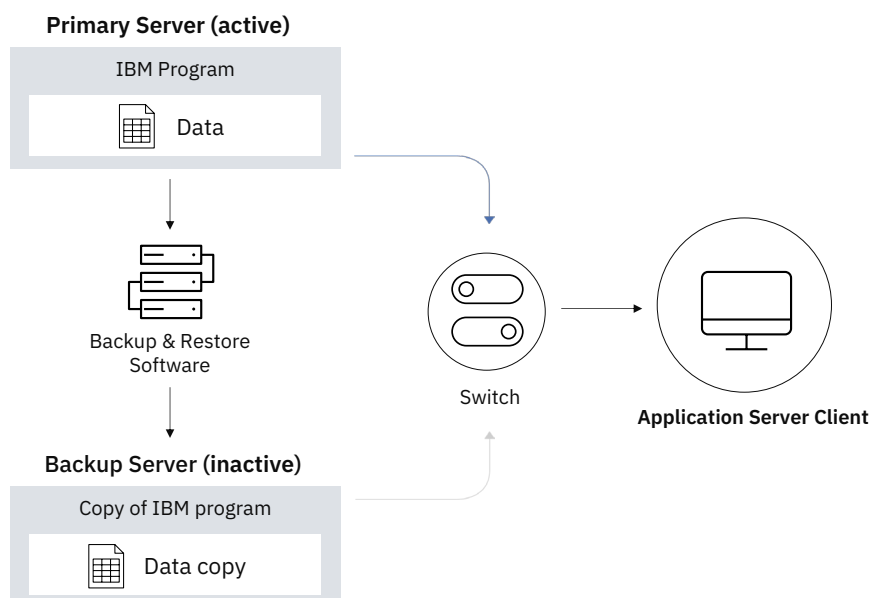 Primary Server (active)
IBM Program
Data
Backup & Restore
Software
Switch
Application Server Client
Backup Server (inactive)
Copy of IBM program
Data copy